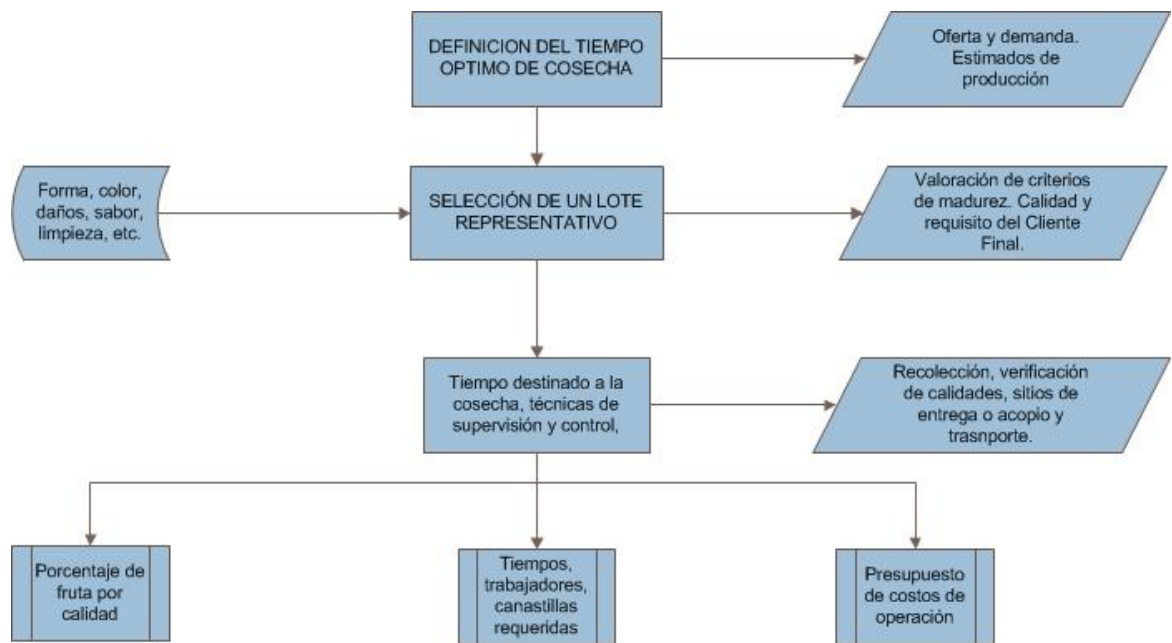 DEFINICION DEL TIEMPO
OPTIMO DE COSECHA
Oferta y demanda.
Estimados de
producción
Forma, color,
daños, sabor,
limpieza, etc.
SELECCIÓN DE UN LOTE
REPRESENTATIVO
Valoración de criterios
de madurez. Calidad y
requisito del Cliente
Final.
Tiempo destinado a la
cosecha, técnicas de
supervisión y control,
Recolección, verificación
de calidades, sitios de
entrega o acopio y
trasnporte.
Porcentaje de
fruta por
calidad
Tiempos,
trabajadores,
canastillas
requeridas
Presupuesto
de costos de
operación